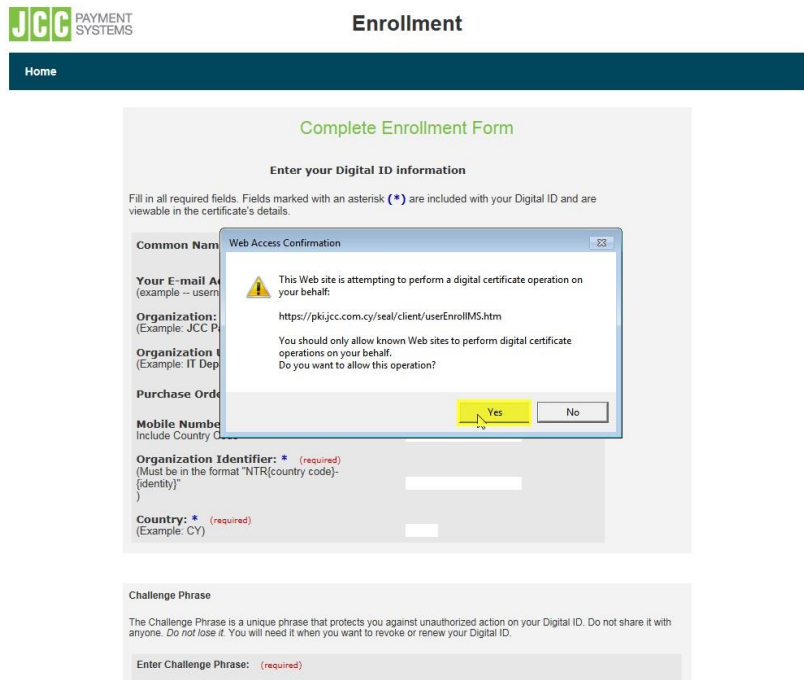 JCC PAYMENT SYSTEMS
Enrollment
Home
Complete Enrollment Form
Enter your Digital ID information
Fill in all required fields. Fields marked with an asterisk (*) are included with your Digital ID and are
viewable in the certificate's details.
Common Nam
Your E-mail Ad
(example -- usern
Organization:
(Example: JCC Pa
Organization U
(Example: IT Dep
Purchase Orde
Mobile Numbe
Include Country Code
Web Access Confirmation
This Web site is attempting to perform a digital certificate operation on
your behalf:
https://pki.jcc.com.cy/seal/client/userEnrollMS.htm
You should only allow known Web sites to perform digital certificate
operations on your behalf.
Do you want to allow this operation?
Yes
No
Organization Identifier: * (required)
(Must be in the format "NTR{country code}-
{identity}"
)
Country: * (required)
(Example: CY)
Challenge Phrase
The Challenge Phrase is a unique phrase that protects you against unauthorized action on your Digital ID. Do not share it with
anyone. Do not lose it. You will need it when you want to revoke or renew your Digital ID.
Enter Challenge Phrase: (required)